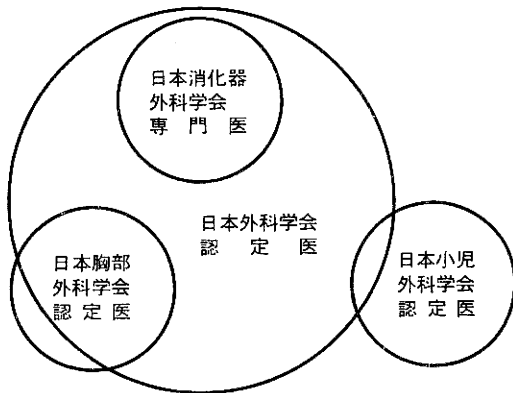 日本消化器
外科学会
専門医
日本外科学会
認定医
日本胸部
外科学会
認定医
日本小児
外科学会
認定医